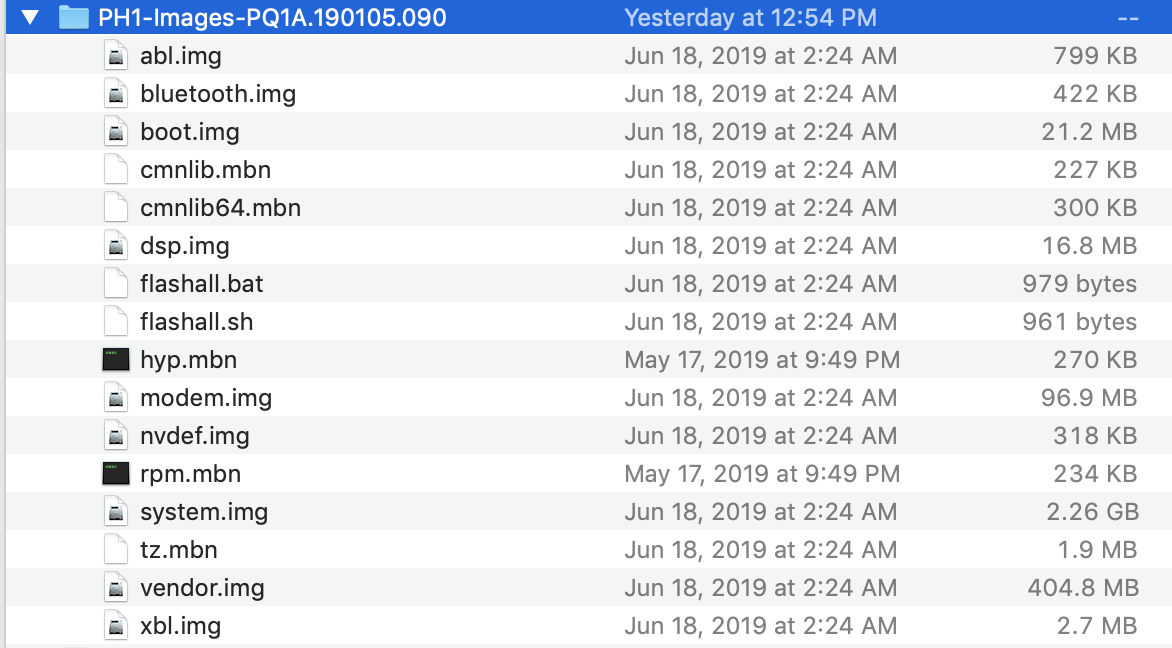 PH1-Images-PQ1A.190105.090 Yesterday at 12:54 PM --
abl.img Jun 18, 2019 at 2:24 AM 799 KB
bluetooth.img Jun 18, 2019 at 2:24 AM 422 KB
boot.img Jun 18, 2019 at 2:24 AM 21.2 MB
cmnlib.mbn Jun 18, 2019 at 2:24 AM 227 KB
cmnlib64.mbn Jun 18, 2019 at 2:24 AM 300 KB
dsp.img Jun 18, 2019 at 2:24 AM 16.8 MB
flashall.bat Jun 18, 2019 at 2:24 AM 979 bytes
flashall.sh Jun 18, 2019 at 2:24 AM 961 bytes
hyp.mbn May 17, 2019 at 9:49 PM 270 KB
modem.img Jun 18, 2019 at 2:24 AM 96.9 MB
nvdef.img Jun 18, 2019 at 2:24 AM 318 KB
rpm.mbn May 17, 2019 at 9:49 PM 234 KB
system.img Jun 18, 2019 at 2:24 AM 2.26 GB
tz.mbn Jun 18, 2019 at 2:24 AM 1.9 MB
vendor.img Jun 18, 2019 at 2:24 AM 404.8 MB
xbl.img Jun 18, 2019 at 2:24 AM 2.7 MB